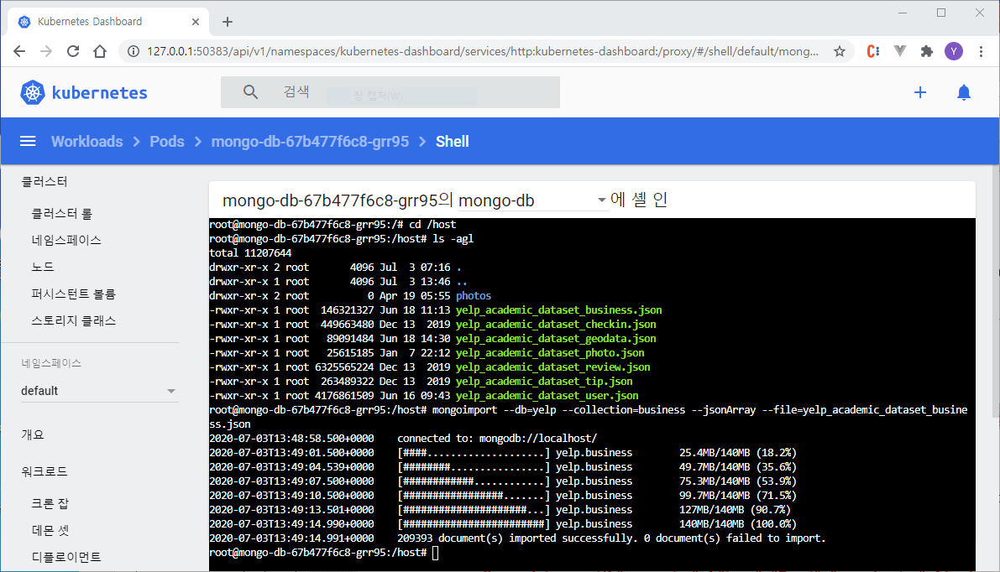 Kubernetes Dashboard
127.0.0.1:50383/api/v1/namespaces/kubernetes-dashboard/services/http:kubernetes-dashboard:/proxy/#/shell/default/mong...
Y
kubernetes
검색
창 캡처(W)
Workloads > Pods > mongo-db-67b477f6c8-grr95 > Shell
클러스터
클러스터 롤
네임스페이스
노드
퍼시스턴트 볼륨
스토리지 클래스
네임스페이스
default
개요
워크로드
크론 잡
데몬 셋
디플로이먼트
mongo-db-67b477f6c8-grr95의 mongo-db 에 셸 인
root@mongo-db-67b477f6c8-grr95:/# cd /host
root@mongo-db-67b477f6c8-grr95:/host# ls -agl
total 11207644
drwxr-xr-x 2 root       4096 Jul  3 07:16 .
drwxr-xr-x 1 root       4096 Jul  3 13:46 ..
drwxr-xr-x 2 root          0 Apr 19 05:55 photos
-rwxr-xr-x 1 root  146321327 Jun 18 11:13 yelp_academic_dataset_business.json
-rwxr-xr-x 1 root  449663480 Dec 13  2019 yelp_academic_dataset_checkin.json
-rwxr-xr-x 1 root   89091484 Jun 18 14:30 yelp_academic_dataset_geodata.json
-rwxr-xr-x 1 root   25615185 Jan  7 22:12 yelp_academic_dataset_photo.json
-rwxr-xr-x 1 root 6325565224 Dec 13  2019 yelp_academic_dataset_review.json
-rwxr-xr-x 1 root  263489322 Dec 13  2019 yelp_academic_dataset_tip.json
-rwxr-xr-x 1 root 4176861509 Jun 16 09:43 yelp_academic_dataset_user.json
root@mongo-db-67b477f6c8-grr95:/host# mongoimport --db=yelp --collection=business --jsonArray --file=yelp_academic_dataset_busine
ss.json
2020-07-03T13:48:58.500+0000    connected to: mongodb://localhost/
2020-07-03T13:49:01.500+0000    [####....................] yelp.business        25.4MB/140MB (18.2%)
2020-07-03T13:49:04.539+0000    [########................] yelp.business        49.7MB/140MB (35.6%)
2020-07-03T13:49:07.500+0000    [############............] yelp.business        75.3MB/140MB (53.9%)
2020-07-03T13:49:10.500+0000    [#################.......] yelp.business        99.7MB/140MB (71.5%)
2020-07-03T13:49:13.501+0000    [#####################...] yelp.business        127MB/140MB (90.7%)
2020-07-03T13:49:14.990+0000    [########################] yelp.business        140MB/140MB (100.0%)
2020-07-03T13:49:14.991+0000    209393 document(s) imported successfully. 0 document(s) failed to import.
root@mongo-db-67b477f6c8-grr95:/host#